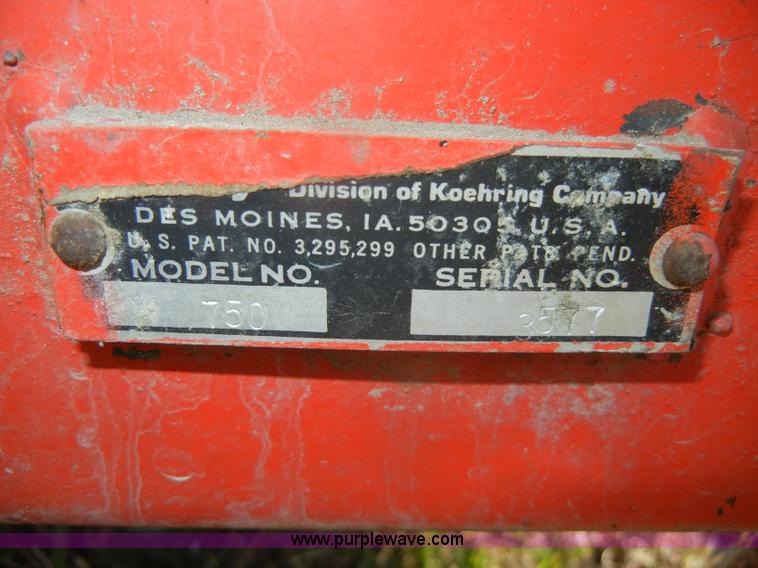 Division of Koehring Company
DES MOINES, IA. 50305 U. S. A.
U. S. PAT. NO. 3,295,299 OTHER PATS PEND.
MODEL NO. SERIAL NO.
750 3577
www.purplewave.com